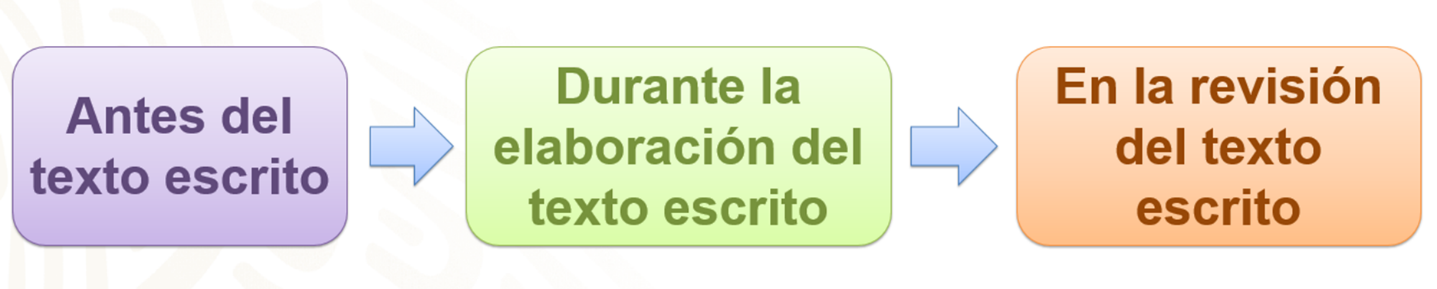 Antes del
texto escrito
Durante la
elaboración del
texto escrito
En la revisión
del texto
escrito